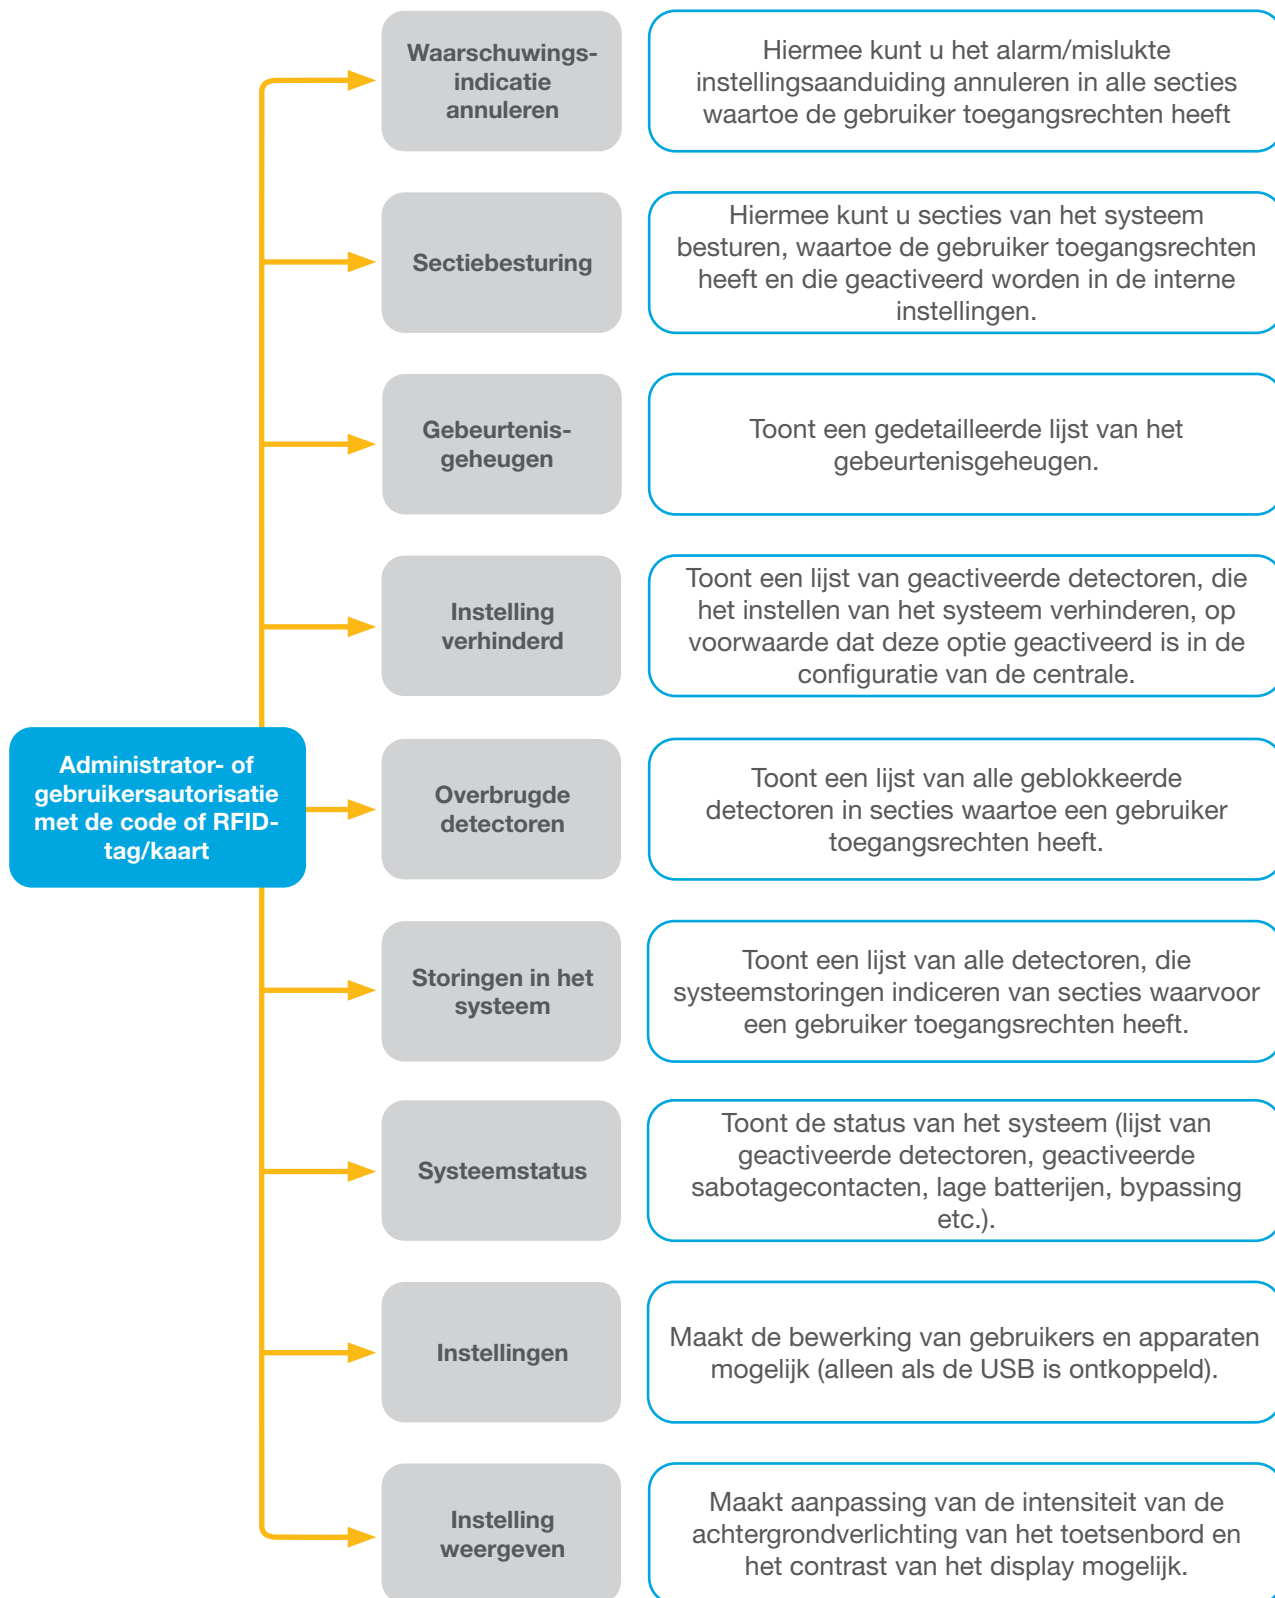 Waarschuwings-
indicatie
annuleren
Hiermee kunt u het alarm/mislukte
instellingsaanduiding annuleren in alle secties
waartoe de gebruiker toegangsrechten heeft
Sectiebesturing
Hiermee kunt u secties van het systeem
besturen, waartoe de gebruiker toegangsrechten
heeft en die geactiveerd worden in de interne
instellingen.
Gebeurtenis-
geheugen
Toont een gedetailleerde lijst van het
gebeurtenisgeheugen.
Instelling
verhinderd
Toont een lijst van geactiveerde detectoren, die
het instellen van het systeem verhinderen, op
voorwaarde dat deze optie geactiveerd is in de
configuratie van de centrale.
Administrator- of
gebruikersautorisatie
met de code of RFID-
tag/kaart
Overbrugde
detectoren
Toont een lijst van alle geblokkeerde
detectoren in secties waartoe een gebruiker
toegangsrechten heeft.
Storingen in het
systeem
Toont een lijst van alle detectoren, die
systeemstoringen indiceren van secties waarvoor
een gebruiker toegangsrechten heeft.
Systeemstatus
Toont de status van het systeem (lijst van
geactiveerde detectoren, geactiveerde
sabotagecontacten, lage batterijen, bypassing
etc.).
Instellingen
Maakt de bewerking van gebruikers en apparaten
mogelijk (alleen als de USB is ontkoppeld).
Instelling
weergeven
Maakt aanpassing van de intensiteit van de
achtergrondverlichting van het toetsenbord en
het contrast van het display mogelijk.